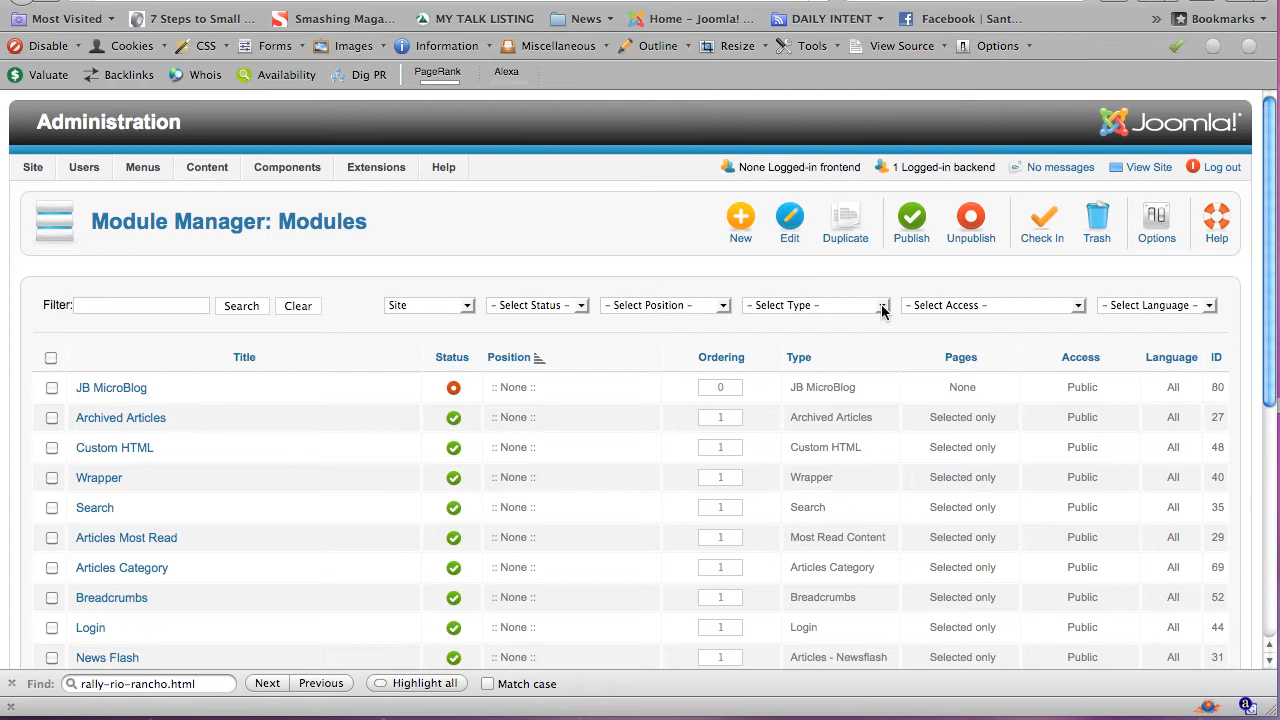 Most Visited 7 Steps to Small ... Smashing Maga... MY TALK LISTING News Home – Joomla! ... DAILY INTENT Facebook | Sant... » Bookmarks
Disable Cookies CSS Forms Images Information Miscellaneous Outline Resize Tools View Source Options
Valuate Backlinks Whois Availability Dig PR PageRank Alexa
Administration Joomla!
Site Users Menus Content Components Extensions Help None Logged-in frontend 1 Logged-in backend No messages View Site Log out
Module Manager: Modules
New Edit Duplicate Publish Unpublish Check In Trash Options Help
Filter: Search Clear Site – Select Status – – Select Position – – Select Type – – Select Access – – Select Language –
Title Status Position Ordering Type Pages Access Language ID
JB MicroBlog :: None :: 0 JB MicroBlog None Public All 80
Archived Articles :: None :: 1 Archived Articles Selected only Public All 27
Custom HTML :: None :: 1 Custom HTML Selected only Public All 48
Wrapper :: None :: 1 Wrapper Selected only Public All 40
Search :: None :: 1 Search Selected only Public All 35
Articles Most Read :: None :: 1 Most Read Content Selected only Public All 29
Articles Category :: None :: 1 Articles Category Selected only Public All 69
Breadcrumbs :: None :: 1 Breadcrumbs Selected only Public All 52
Login :: None :: 1 Login Selected only Public All 44
News Flash :: None :: 1 Articles - Newsflash Selected only Public All 31
Find: rally-rio-rancho.html Next Previous Highlight all Match case